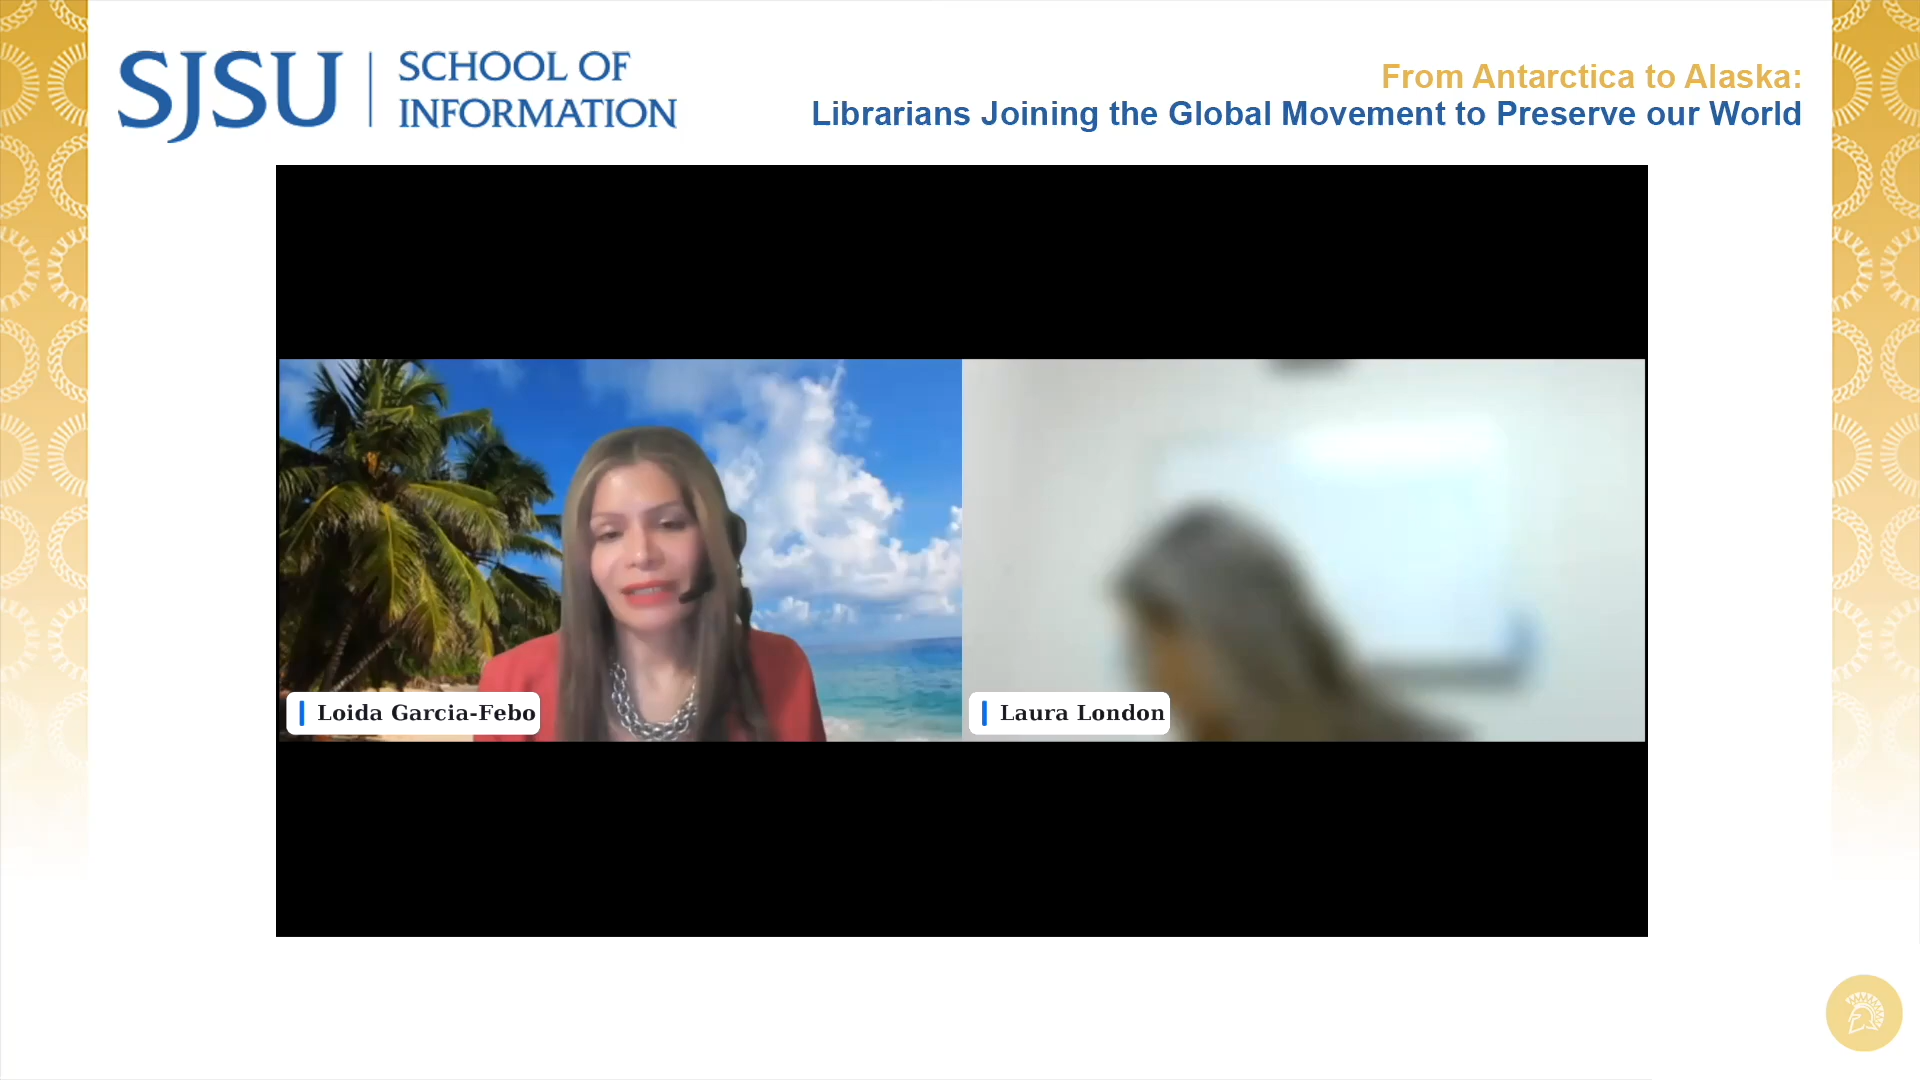 SJSU
SCHOOL OF
INFORMATION
From Antarctica to Alaska:
Librarians Joining the Global Movement to Preserve our World
Loida Garcia-Febo
Laura London